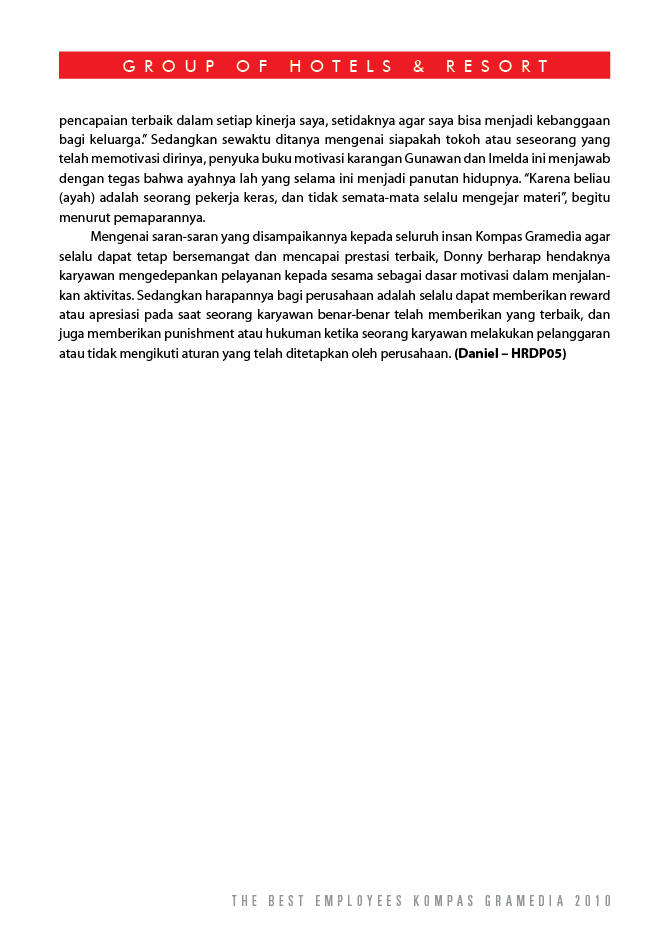 GROUP OF HOTELS & RESORT
pencapaian terbaik dalam setiap kinerja saya, setidaknya agar saya bisa menjadi kebanggaan
bagi keluarga.” Sedangkan sewaktu ditanya mengenai siapakah tokoh atau seseorang yang
telah memotivasi dirinya, penyuka buku motivasi karangan Gunawan dan Imelda ini menjawab
dengan tegas bahwa ayahnya lah yang selama ini menjadi panutan hidupnya. “Karena beliau
(ayah) adalah seorang pekerja keras, dan tidak semata-mata selalu mengejar materi”, begitu
menurut pemaparannya.
Mengenai saran-saran yang disampaikannya kepada seluruh insan Kompas Gramedia agar
selalu dapat tetap bersemangat dan mencapai prestasi terbaik, Donny berharap hendaknya
karyawan mengedepankan pelayanan kepada sesama sebagai dasar motivasi dalam menjalan-
kan aktivitas. Sedangkan harapannya bagi perusahaan adalah selalu dapat memberikan reward
atau apresiasi pada saat seorang karyawan benar-benar telah memberikan yang terbaik, dan
juga memberikan punishment atau hukuman ketika seorang karyawan melakukan pelanggaran
atau tidak mengikuti aturan yang telah ditetapkan oleh perusahaan. (Daniel – HRDP05)
THE BEST EMPLOYEES KOMPAS GRAMEDIA 2010